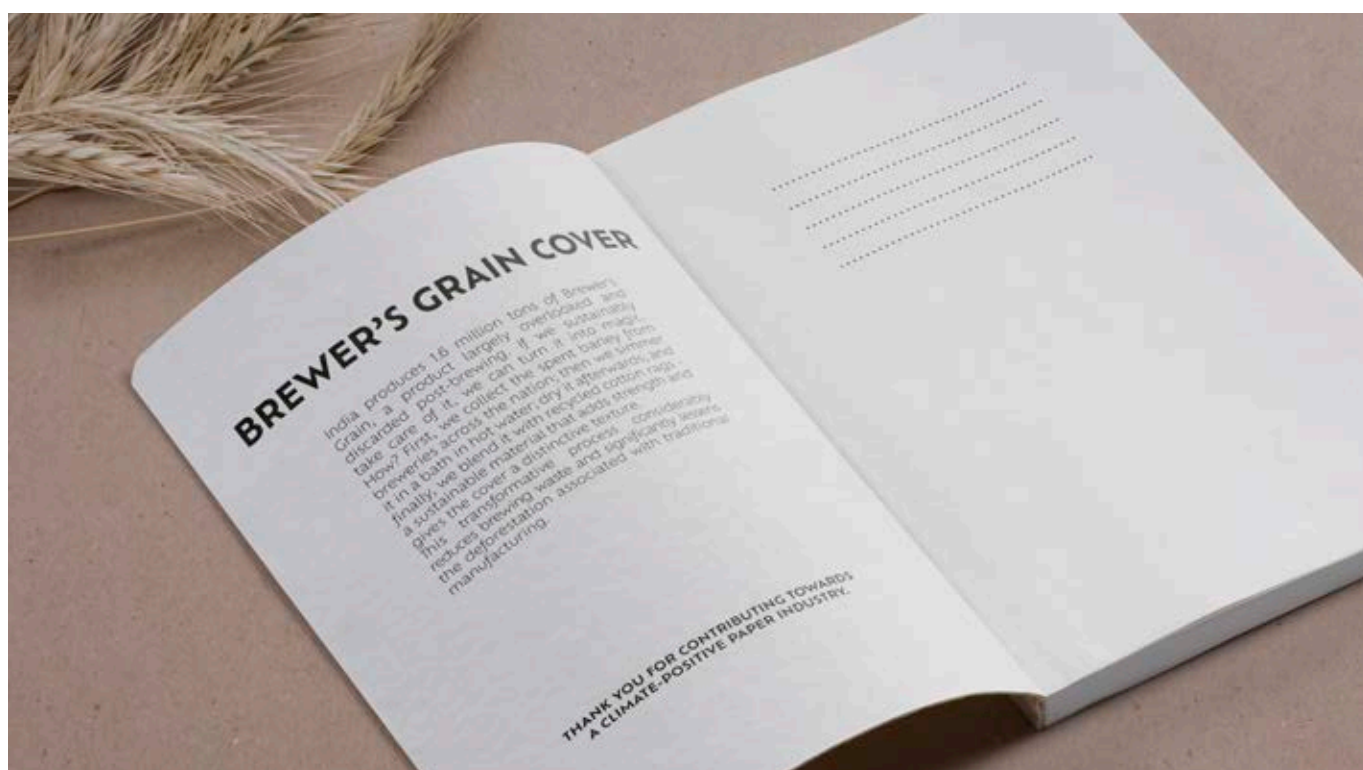 BREWER'S GRAIN COVER
India produces 1.6 million tons of Brewer's
Grain, a product largely overlooked and
discarded post-brewing. If we sustainably
take care of it, we can turn it into magic.
How? First, we collect the spent barley from
breweries across the nation, then we simmer
it in a bath in hot water; dry it afterwards, and
finally, we blend it with recycled cotton rags,
a sustainable material that adds strength and
gives the cover a distinctive texture.
This transformative process considerably
reduces brewing waste and significantly lessens
the deforestation associated with traditional
manufacturing.
THANK YOU FOR CONTRIBUTING TOWARDS
A CLIMATE-POSITIVE PAPER INDUSTRY.